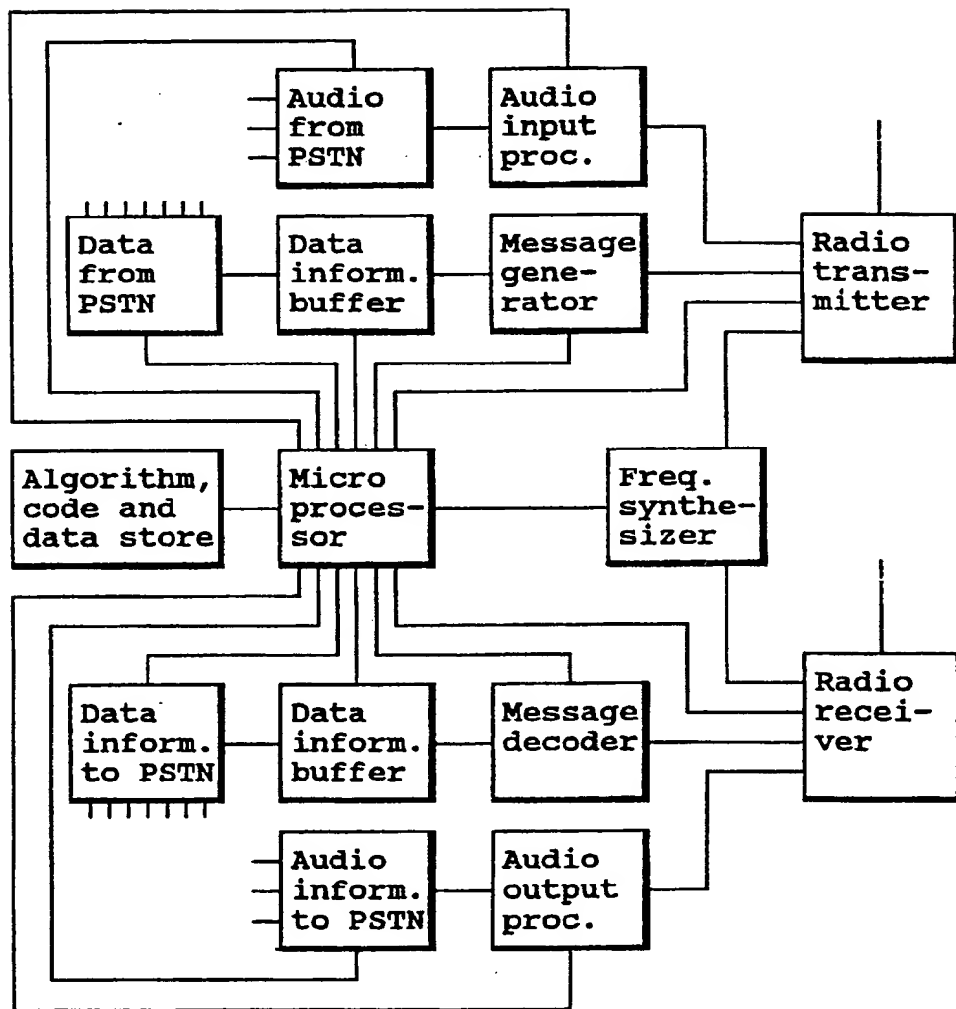 Audio
from
PSTN
Audio
input
proc.
Data
from
PSTN
Data
inform.
buffer
Message
gene-
rator
Radio
trans-
mitter
Algorithm,
code and
data store
Micro
proces-
sor
Freq.
synthe-
sizer
Data
inform.
to PSTN
Data
inform.
buffer
Message
decoder
Radio
recei-
ver
Audio
inform.
to PSTN
Audio
output
proc.